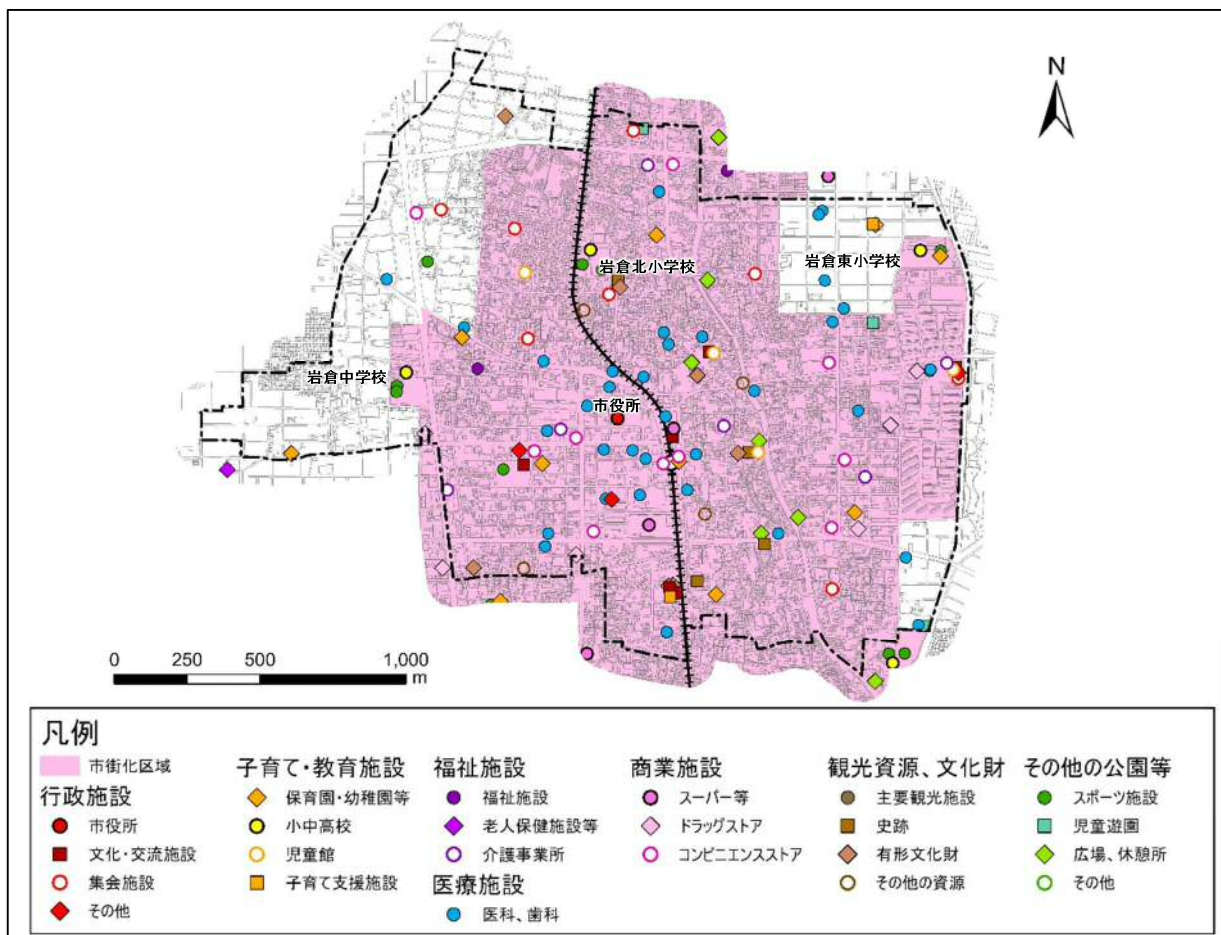 N
岩倉北小学校
岩倉東小学校
岩倉中学校
市役所
0 250 500 1,000
m
凡例
市街化区域
行政施設
市役所
文化・交流施設
集会施設
その他
子育て・教育施設
保育園・幼稚園等
小中高校
児童館
子育て支援施設
福祉施設
福祉施設
老人保健施設等
介護事業所
医療施設
医科、歯科
商業施設
スーパー等
ドラッグストア
コンビニエンスストア
観光資源、文化財
主要観光施設
史跡
有形文化財
その他の資源
その他の公園等
スポーツ施設
児童遊園
広場、休憩所
その他